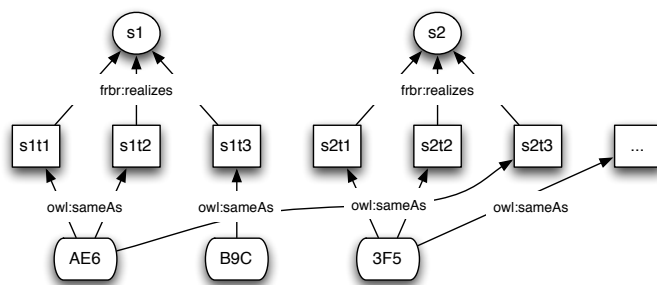 s1 s2
frbr:realizes frbr:realizes
s1t1 s1t2 s1t3 s2t1 s2t2 s2t3 ...
owl:sameAs owl:sameAs owl:sameAs owl:sameAs
AE6 B9C 3F5